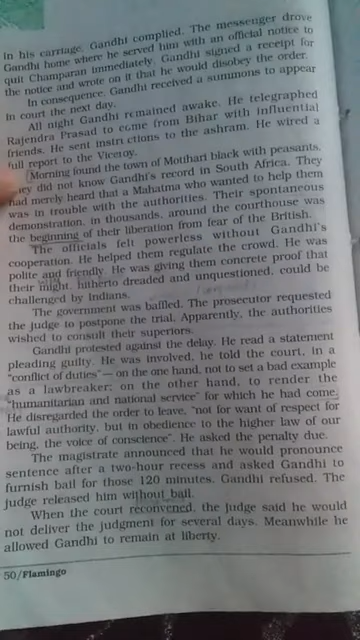 in his carriage. Gandhi complied. The messenger drove
Gandhi home where he served him with an official notice to
quit Champaran immediately. Gandhi signed a receipt for
the notice and wrote on it that he would disobey the order.
In consequence, Gandhi received a summons to appear
in court the next day.
All night Gandhi remained awake. He telegraphed
Rajendra Prasad to come from Bihar with influential
friends. He sent instructions to the ashram. He wired a
full report to the Viceroy.
Morning found the town of Motihari black with peasants.
They did not know Gandhi's record in South Africa. They
had merely heard that a Mahatma who wanted to help them
was in trouble with the authorities. Their spontaneous
demonstration, in thousands, around the courthouse was
the beginning of their liberation from fear of the British.
The officials felt powerless without Gandhi's
cooperation. He helped them regulate the crowd. He was
polite and friendly. He was giving them concrete proof that
their might, hitherto dreaded and unquestioned, could be
challenged by Indians.
The government was baffled. The prosecutor requested
the judge to postpone the trial. Apparently, the authorities
wished to consult their superiors.
Gandhi protested against the delay. He read a statement
pleading guilty. He was involved, he told the court, in a
“conflict of duties” — on the one hand, not to set a bad example
as a lawbreaker; on the other hand, to render the
“humanitarian and national service” for which he had come.
He disregarded the order to leave, “not for want of respect for
lawful authority, but in obedience to the higher law of our
being, the voice of conscience”. He asked the penalty due.
The magistrate announced that he would pronounce
sentence after a two-hour recess and asked Gandhi to
furnish bail for those 120 minutes. Gandhi refused. The
judge released him without bail.
When the court reconvened, the judge said he would
not deliver the judgment for several days. Meanwhile he
allowed Gandhi to remain at liberty.
50/Flamingo